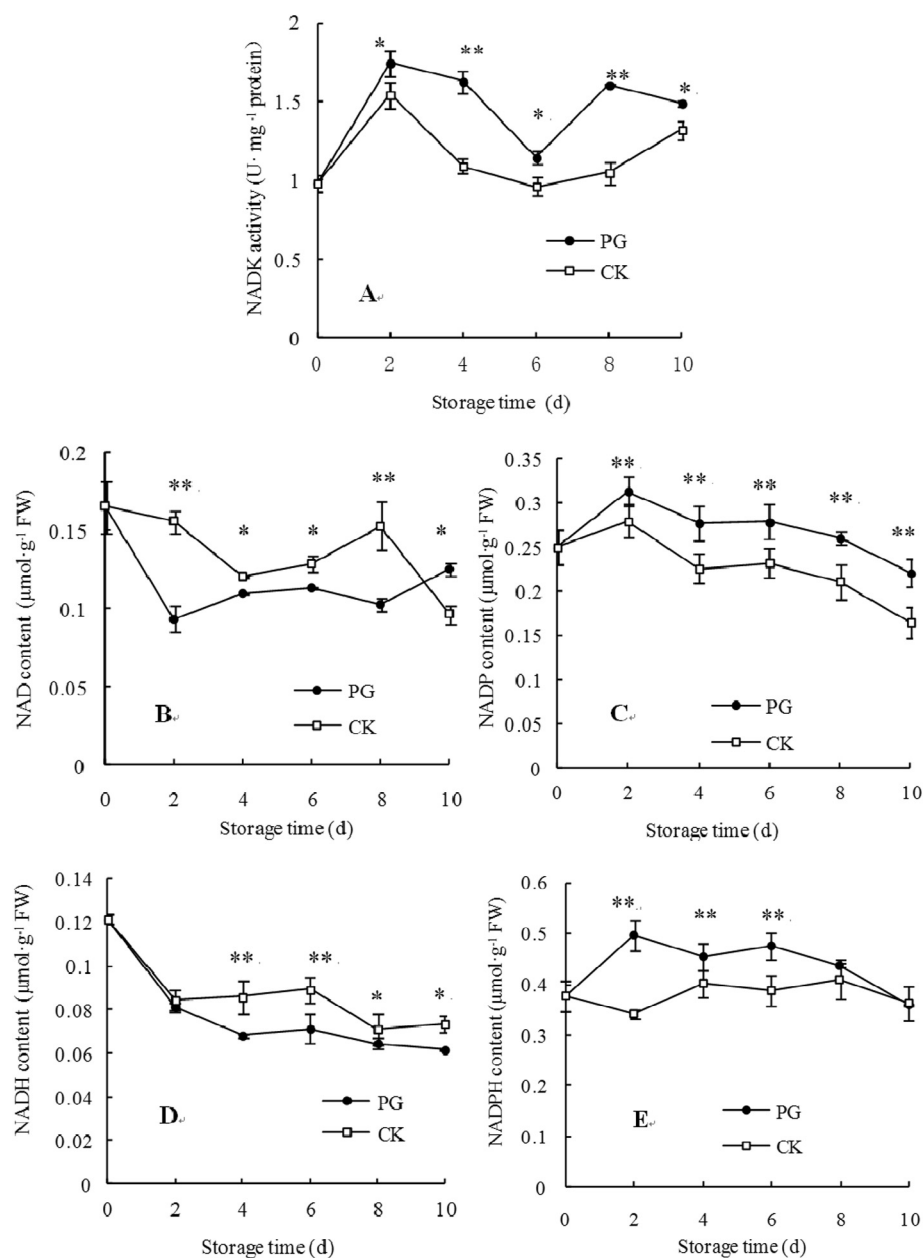 NADK activity (U· mg⁻¹ protein)
2
1.5
1
0.5
0
* ** * ** *
PG
CK
A
0 2 4 6 8 10
Storage time (d)
NAD content (μmol·g⁻¹ FW)
0.2
0.15
0.1
0.05
0
** * * ** *
PG
CK
B
0 2 4 6 8 10
Storage time (d)
NADP content (μmol·g⁻¹ FW)
0.35
0.3
0.25
0.2
0.15
0.1
0.05
0
** ** ** ** **
PG
CK
C
0 2 4 6 8 10
Storage time (d)
NADH content (μmol·g⁻¹ FW)
0.14
0.12
0.1
0.08
0.06
0.04
0.02
0
** ** * *
PG
CK
D
0 2 4 6 8 10
Storage time (d)
NADPH content (μmol·g⁻¹ FW)
0.6
0.5
0.4
0.3
0.2
0.1
0
** ** **
PG
CK
E
0 2 4 6 8 10
Storage time (d)